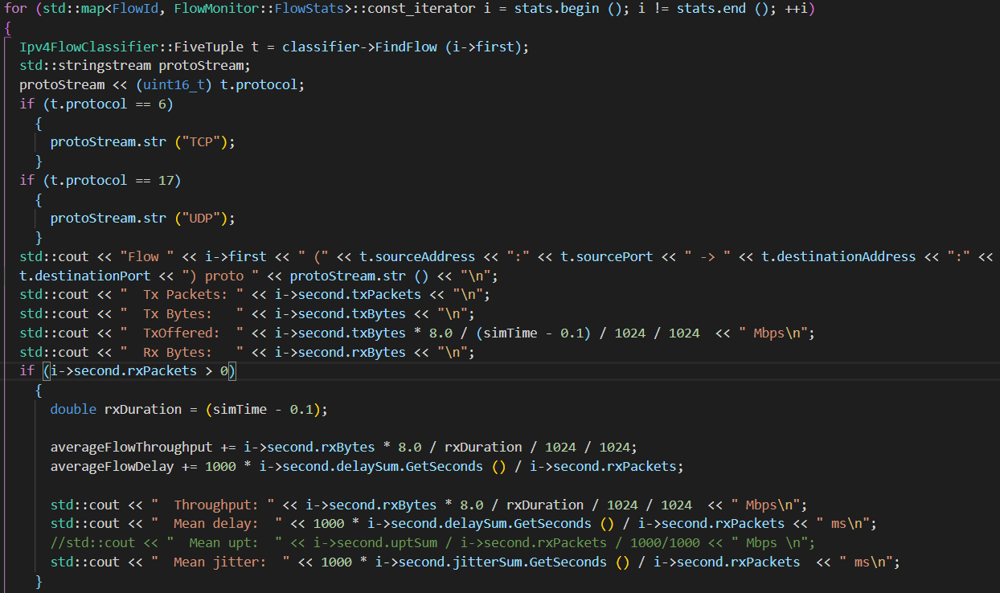 for (std::map<FlowId, FlowMonitor::FlowStats>::const_iterator i = stats.begin (); i != stats.end (); ++i)
{
  Ipv4FlowClassifier::FiveTuple t = classifier->FindFlow (i->first);
  std::stringstream protoStream;
  protoStream << (uint16_t) t.protocol;
  if (t.protocol == 6)
    {
      protoStream.str ("TCP");
    }
  if (t.protocol == 17)
    {
      protoStream.str ("UDP");
    }
  std::cout << "Flow " << i->first << " (" << t.sourceAddress << ":" << t.sourcePort << " -> " << t.destinationAddress << ":" <<
  t.destinationPort << ") proto " << protoStream.str () << "\n";
  std::cout << "  Tx Packets: " << i->second.txPackets << "\n";
  std::cout << "  Tx Bytes:   " << i->second.txBytes << "\n";
  std::cout << "  TxOffered:  " << i->second.txBytes * 8.0 / (simTime - 0.1) / 1024 / 1024  << " Mbps\n";
  std::cout << "  Rx Bytes:   " << i->second.rxBytes << "\n";
  if (i->second.rxPackets > 0)
    {
      double rxDuration = (simTime - 0.1);

      averageFlowThroughput += i->second.rxBytes * 8.0 / rxDuration / 1024 / 1024;
      averageFlowDelay += 1000 * i->second.delaySum.GetSeconds () / i->second.rxPackets;

      std::cout << "  Throughput: " << i->second.rxBytes * 8.0 / rxDuration / 1024 / 1024  << " Mbps\n";
      std::cout << "  Mean delay:  " << 1000 * i->second.delaySum.GetSeconds () / i->second.rxPackets << " ms\n";
      //std::cout << "  Mean upt:  " << i->second.uptSum / i->second.rxPackets / 1000/1000 << " Mbps \n";
      std::cout << "  Mean jitter:  " << 1000 * i->second.jitterSum.GetSeconds () / i->second.rxPackets  << " ms\n";
    }